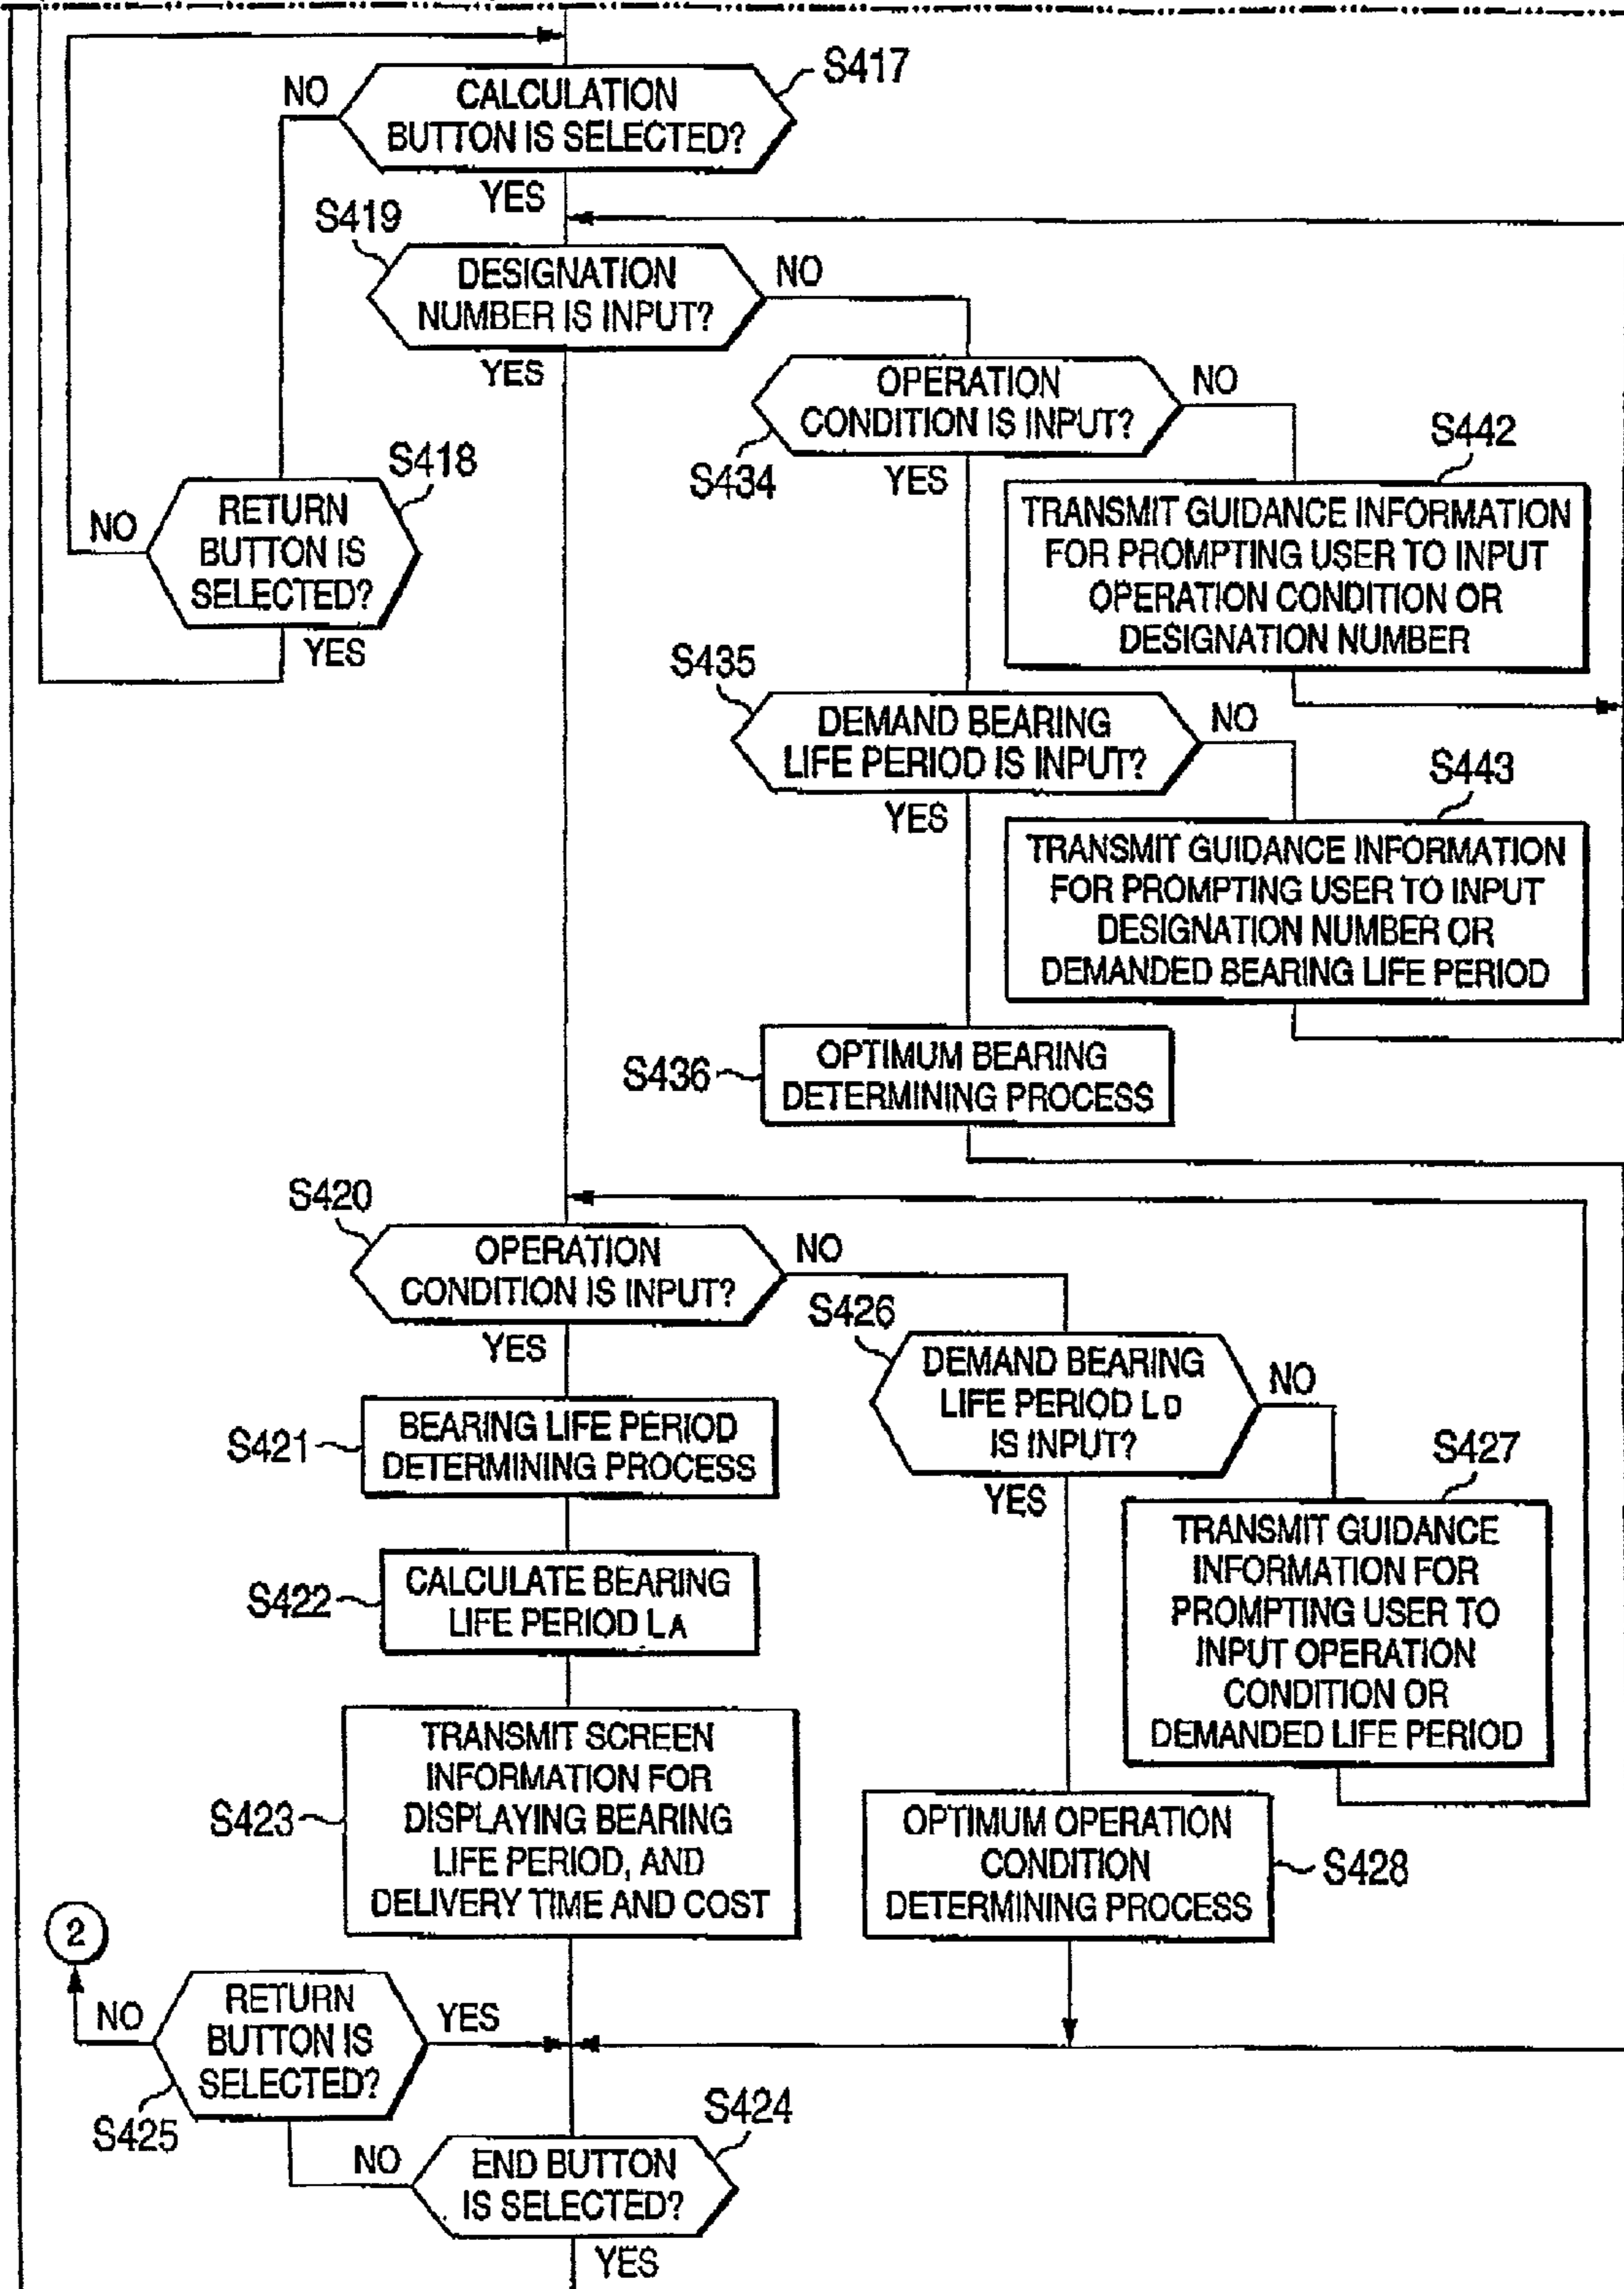 S417
NO
CALCULATION
BUTTON IS SELECTED?
YES
S419
DESIGNATION
NUMBER IS INPUT?
NO
YES
OPERATION
CONDITION IS INPUT?
NO
S434
YES
S442
TRANSMIT GUIDANCE INFORMATION
FOR PROMPTING USER TO INPUT
OPERATION CONDITION OR
DESIGNATION NUMBER
S418
RETURN
BUTTON IS
SELECTED?
NO
YES
S435
DEMAND BEARING
LIFE PERIOD IS INPUT?
NO
YES
S443
TRANSMIT GUIDANCE INFORMATION
FOR PROMPTING USER TO INPUT
DESIGNATION NUMBER OR
DEMANDED BEARING LIFE PERIOD
S436
OPTIMUM BEARING
DETERMINING PROCESS
S420
OPERATION
CONDITION IS INPUT?
NO
YES
S426
DEMAND BEARING
LIFE PERIOD LD
IS INPUT?
NO
YES
S421
BEARING LIFE PERIOD
DETERMINING PROCESS
S427
TRANSMIT GUIDANCE
INFORMATION FOR
PROMPTING USER TO
INPUT OPERATION
CONDITION OR
DEMANDED LIFE PERIOD
S422
CALCULATE BEARING
LIFE PERIOD LA
S423
TRANSMIT SCREEN
INFORMATION FOR
DISPLAYING BEARING
LIFE PERIOD, AND
DELIVERY TIME AND COST
OPTIMUM OPERATION
CONDITION
DETERMINING PROCESS
S428
2
NO
RETURN
BUTTON IS
SELECTED?
YES
S425
S424
NO
END BUTTON
IS SELECTED?
YES